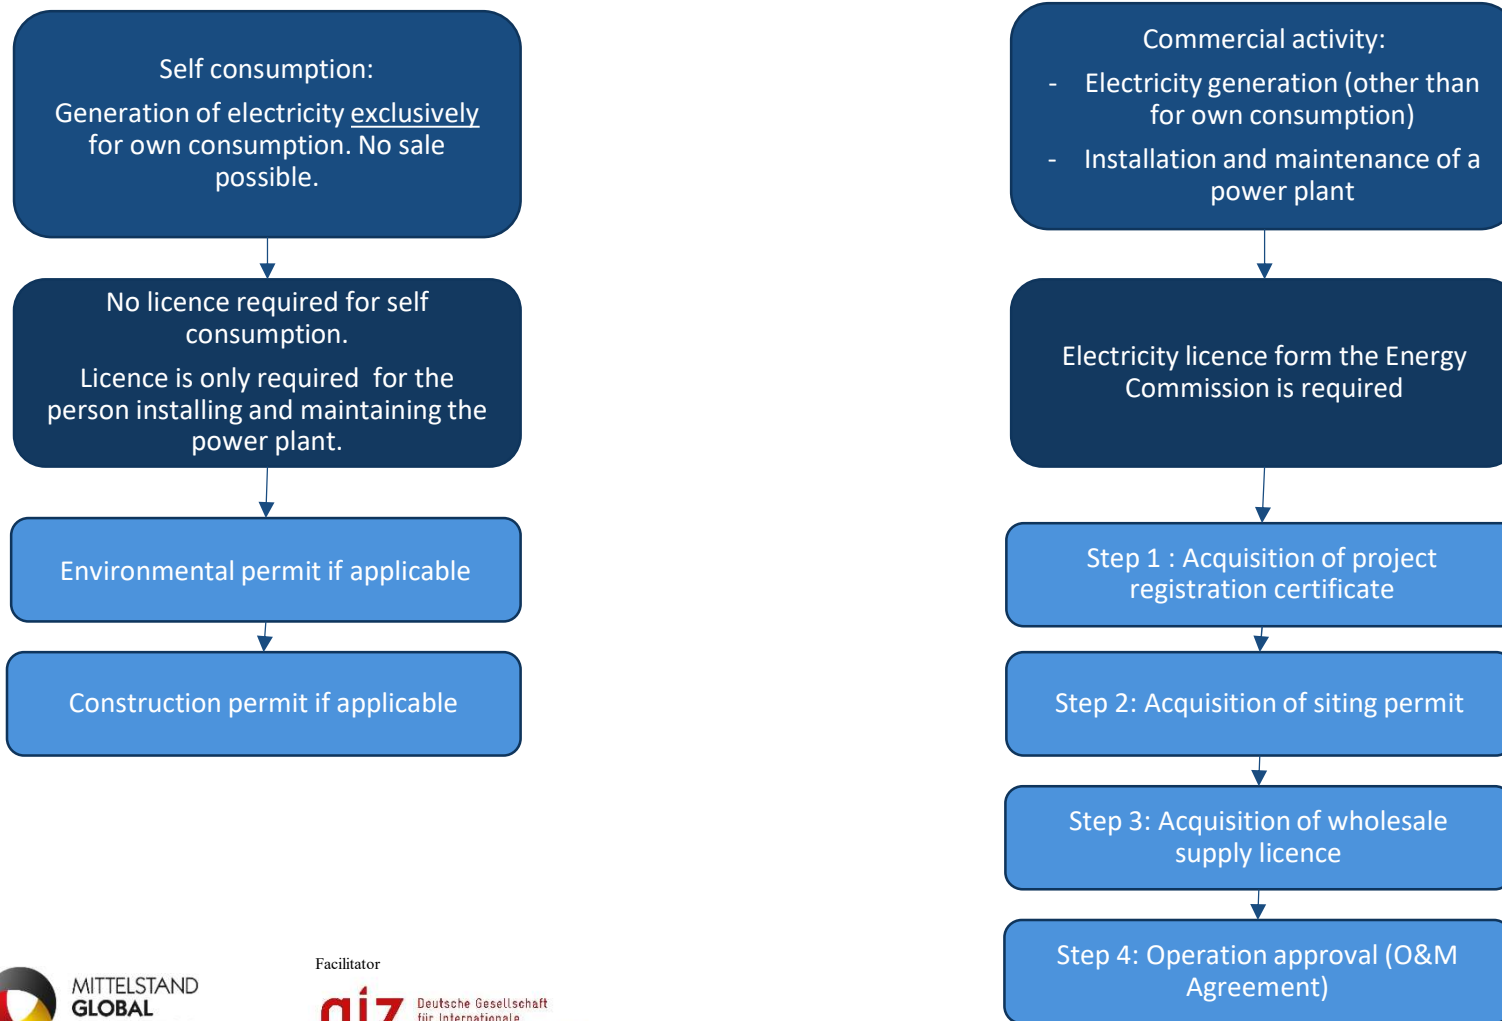 Self consumption:
Generation of electricity exclusively
for own consumption. No sale
possible.
No licence required for self
consumption.
Licence is only required  for the
person installing and maintaining the
power plant.
Environmental permit if applicable
Construction permit if applicable
Commercial activity:
- Electricity generation (other than
for own consumption)
- Installation and maintenance of a
power plant
Electricity licence form the Energy
Commission is required
Step 1 : Acquisition of project
registration certificate
Step 2: Acquisition of siting permit
Step 3: Acquisition of wholesale
supply licence
Step 4: Operation approval (O&M
Agreement)
MITTELSTAND
GLOBAL
Facilitator
giz
Deutsche Gesellschaft
für Internationale